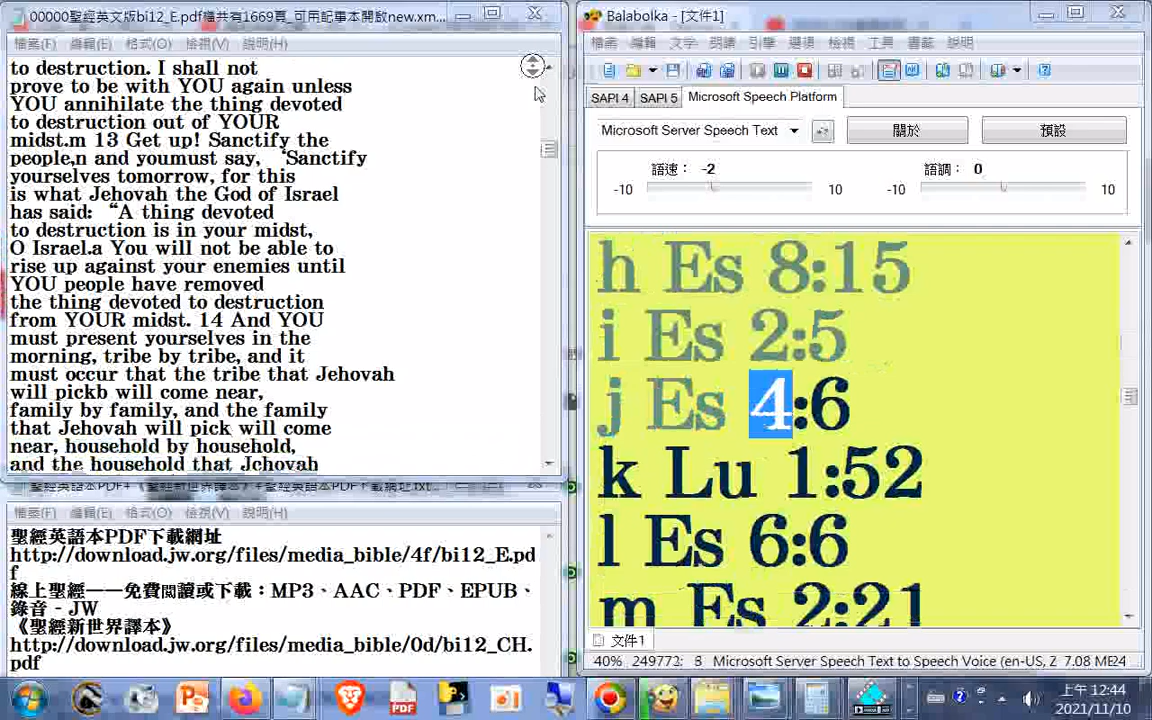 00000聖經英文版bi12_E.pdf檔共有1669頁_可用記事本開啟new.xm...
檔案(F) 編輯(E) 格式(O) 檢視(V) 說明(H)
to destruction. I shall not
prove to be with YOU again unless
YOU annihilate the thing devoted
to destruction out of YOUR
midst.m 13 Get up! Sanctify the
people,n and youmust say, ‘Sanctify
yourselves tomorrow, for this
is what Jehovah the God of Israel
has said: “A thing devoted
to destruction is in your midst,
O Israel.a You will not be able to
rise up against your enemies until
YOU people have removed
the thing devoted to destruction
from YOUR midst. 14 And YOU
must present yourselves in the
morning, tribe by tribe, and it
must occur that the tribe that Jehovah
will pickb will come near,
family by family, and the family
that Jehovah will pick will come
near, household by household,
and the household that Jehovah
檔案(F) 編輯(E) 格式(O) 檢視(V) 說明(H)
聖經英語本PDF下載網址
http://download.jw.org/files/media_bible/4f/bi12_E.pd
f
線上聖經——免費閱讀或下載：MP3、AAC、PDF、EPUB、
錄音 - JW
《聖經新世界譯本》
http://download.jw.org/files/media_bible/0d/bi12_CH.
pdf
Balabolka - [文件1]
檔案 編輯 文字 朗讀 引擎 選項 檢視 工具 書籤 說明
SAPI 4 SAPI 5 Microsoft Speech Platform
Microsoft Server Speech Text 關於 預設
語速： -2 語調： 0
-10 10 -10 10
h Es 8:15
i Es 2:5
j Es 4:6
k Lu 1:52
l Es 6:6
m Es 2:21
文件1
40% 249772: 8 Microsoft Server Speech Text to Speech Voice (en-US, Z 7.08 ME24
PDF
上午 12:44
2021/11/10